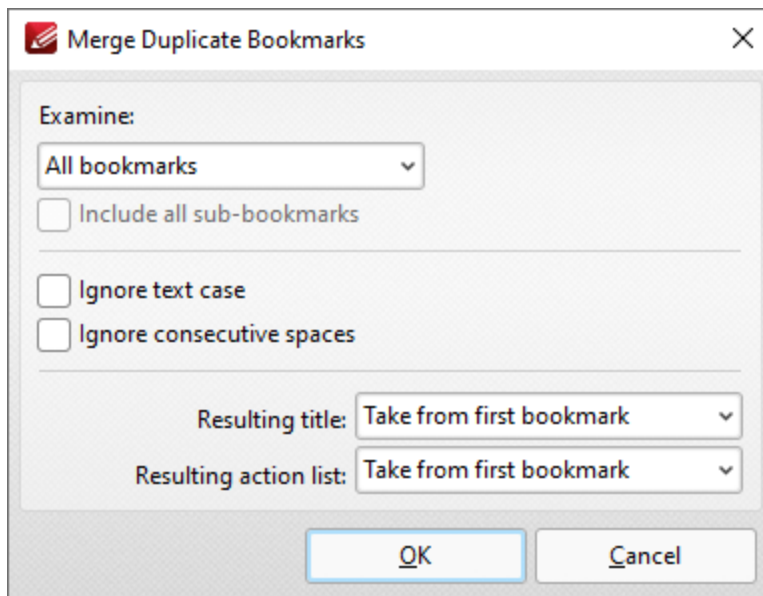 Merge Duplicate Bookmarks
Examine:
All bookmarks
Include all sub-bookmarks
Ignore text case
Ignore consecutive spaces
Resulting title: Take from first bookmark
Resulting action list: Take from first bookmark
OK Cancel